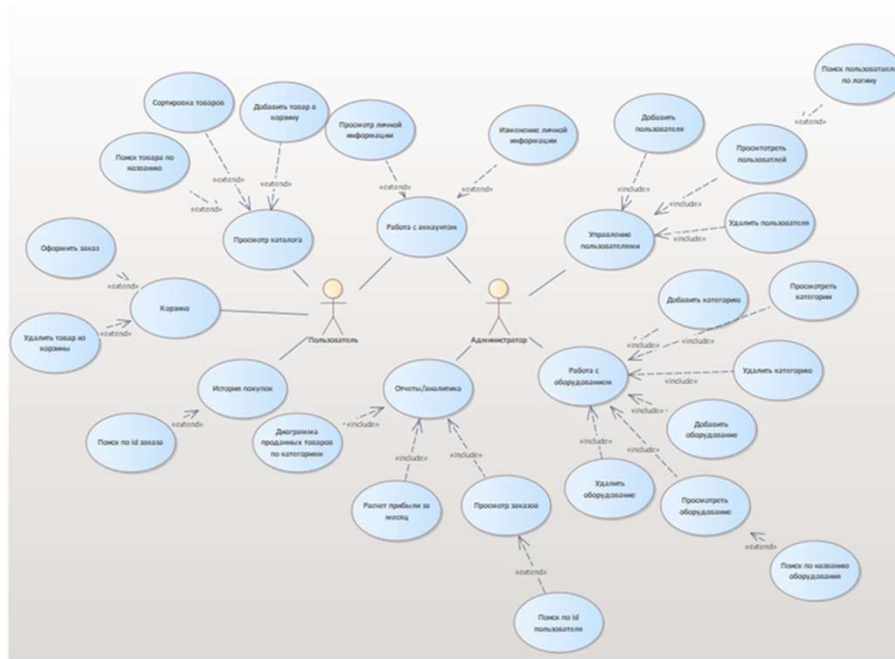 Поиск пользователя
по логину
«extend»
Сортировка товаров
Добавить товар в
корзину
Просмотр личной
информации
Изменение личной
информации
Добавить
пользователя
Поиск товара по
названию
«extend»
«extend»
«extend»
«extend»
«extend»
«include»
«include»
Удалить пользователя
«include»
Оформить заказ
Просмотр каталога
Работа с аккаунтом
Управление
пользователями
«extend»
Корзина
Удалить товар из
корзины
«extend»
Пользователь
Администратор
Добавить категорию
Просмотреть
категории
«include»
«include»
Работа с
оборудованием
Удалить категорию
«include»
История покупок
Отчеты/аналитика
«include»
Добавить
оборудование
Поиск по id заказа
«extend»
Диаграмма
проданных товаров
по категориям
«include»
«include»
«include»
«include»
«include»
Удалить
оборудование
Просмотреть
оборудование
Расчет прибыли за
месяц
Просмотр заказов
«extend»
Поиск по названию
оборудования
«extend»
Поиск по id
пользователя